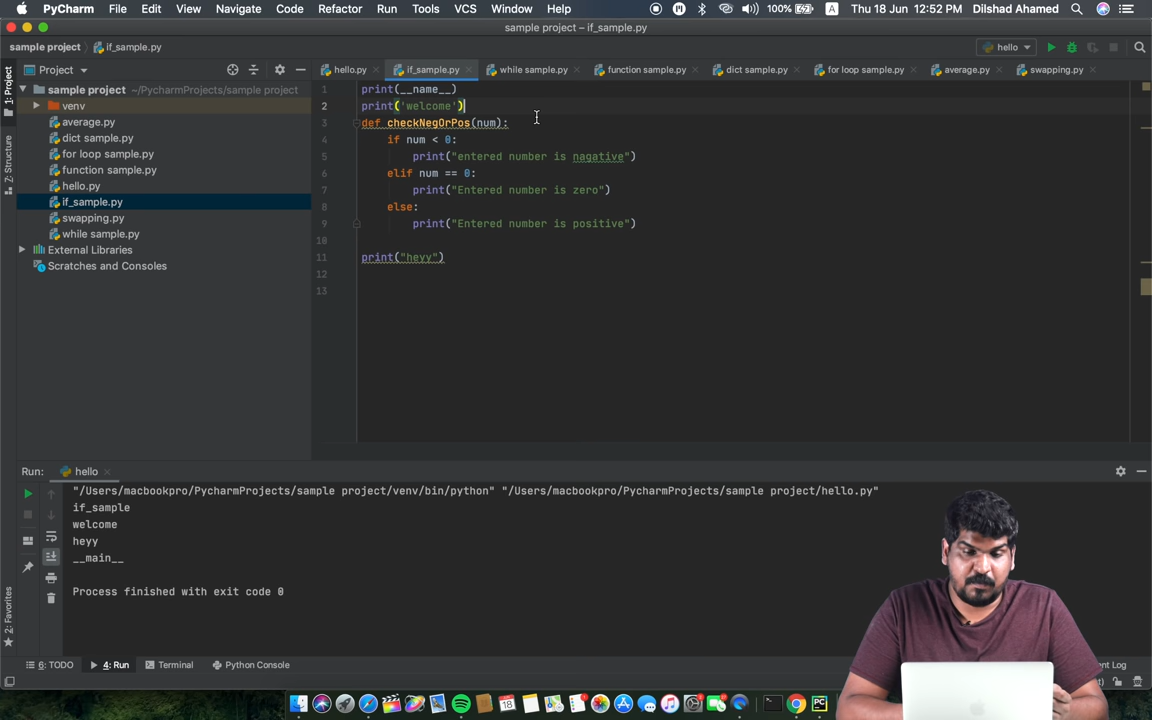 PyCharm File Edit View Navigate Code Refactor Run Tools VCS Window Help 100% A Thu 18 Jun 12:52 PM Dilshad Ahamed
sample project – if_sample.py
sample project if_sample.py hello
1: Project
Project
hello.py if_sample.py while sample.py function sample.py dict sample.py for loop sample.py average.py swapping.py
sample project ~/PycharmProjects/sample project
venv
average.py
dict sample.py
for loop sample.py
function sample.py
hello.py
if_sample.py
swapping.py
while sample.py
External Libraries
Scratches and Consoles
7: Structure
1 print(__name__)
2 print('welcome')
3 def checkNegOrPos(num):
4 if num < 0:
5 print("entered number is nagative")
6 elif num == 0:
7 print("Entered number is zero")
8 else:
9 print("Entered number is positive")
10
11 print("heyy")
12
13
Run: hello
"/Users/macbookpro/PycharmProjects/sample project/venv/bin/python" "/Users/macbookpro/PycharmProjects/sample project/hello.py"
if_sample
welcome
heyy
__main__
Process finished with exit code 0
2: Favorites
6: TODO 4: Run Terminal Python Console nt Log